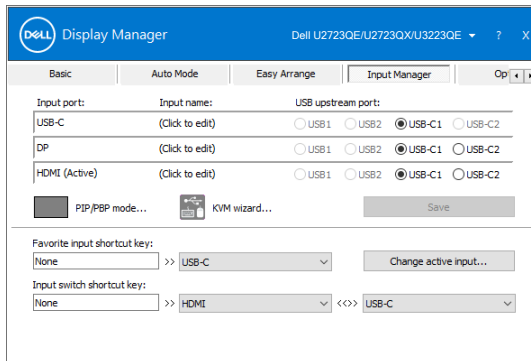 DELL Display Manager Dell U2723QE/U2723QX/U3223QE ? X
Basic Auto Mode Easy Arrange Input Manager Op
Input port: Input name: USB upstream port:
USB-C (Click to edit) USB1 USB2 USB-C1 USB-C2
DP (Click to edit) USB1 USB2 USB-C1 USB-C2
HDMI (Active) (Click to edit) USB1 USB2 USB-C1 USB-C2
PIP/PBP mode... KVM wizard... Save
Favorite input shortcut key:
None >> USB-C Change active input...
Input switch shortcut key:
None >> HDMI <<>> USB-C